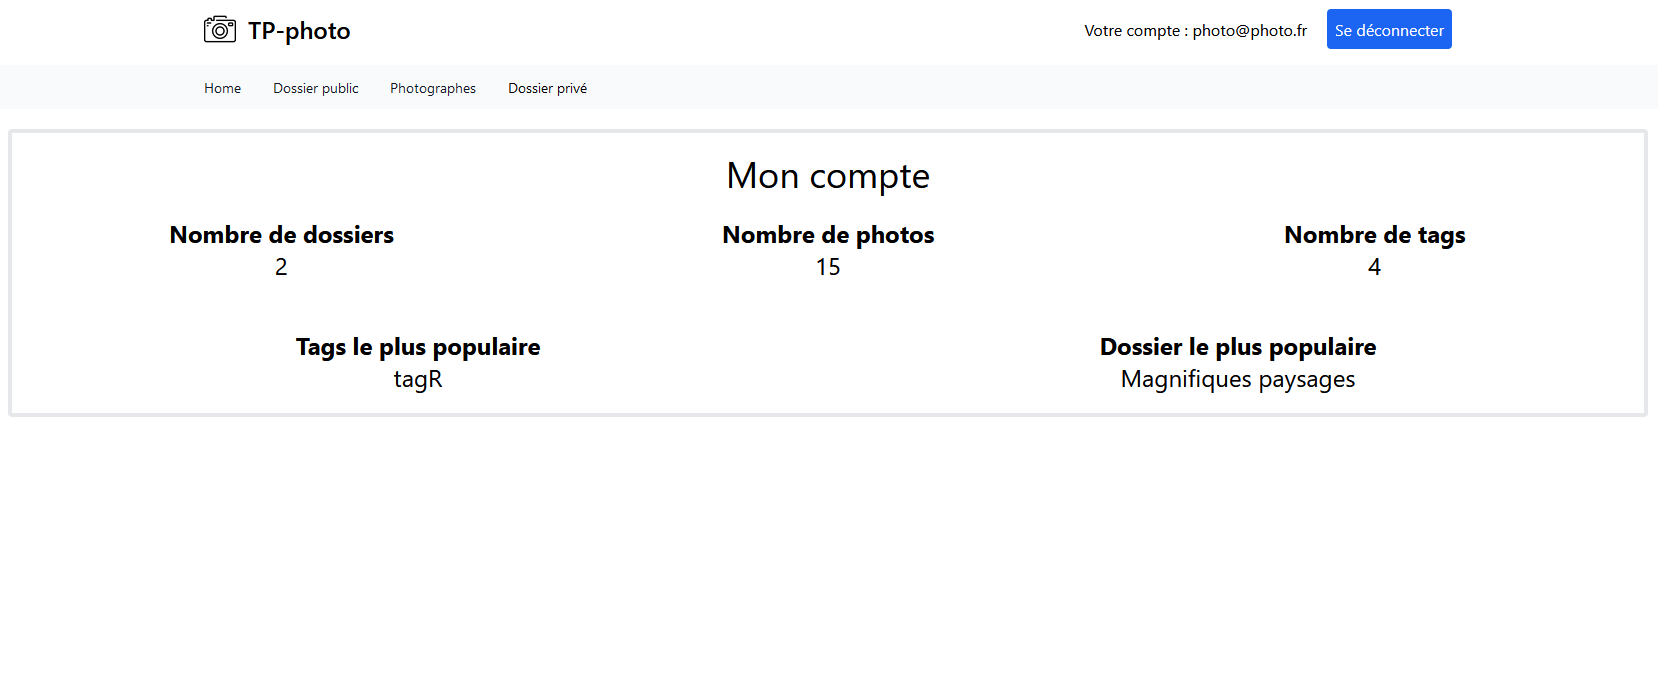 TP-photo
Votre compte : photo@photo.fr
Se déconnecter
Home
Dossier public
Photographes
Dossier privé
Mon compte
Nombre de dossiers
2
Nombre de photos
15
Nombre de tags
4
Tags le plus populaire
tagR
Dossier le plus populaire
Magnifiques paysages